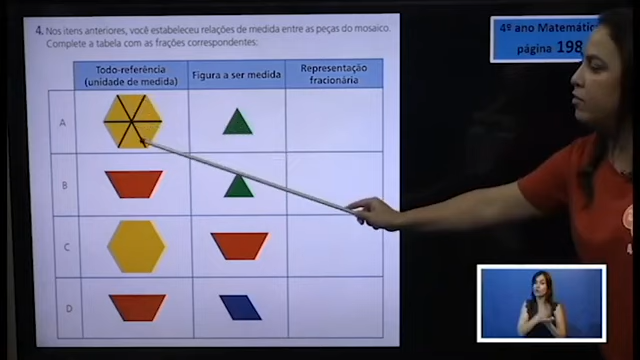 4. Nos itens anteriores, você estabeleceu relações de medida entre as peças do mosaico.
Complete a tabela com as frações correspondentes:
Todo-referência
(unidade de medida)
Figura a ser medida
Representação
fracionária
A
B
C
D
4º ano Matemátic
página 198